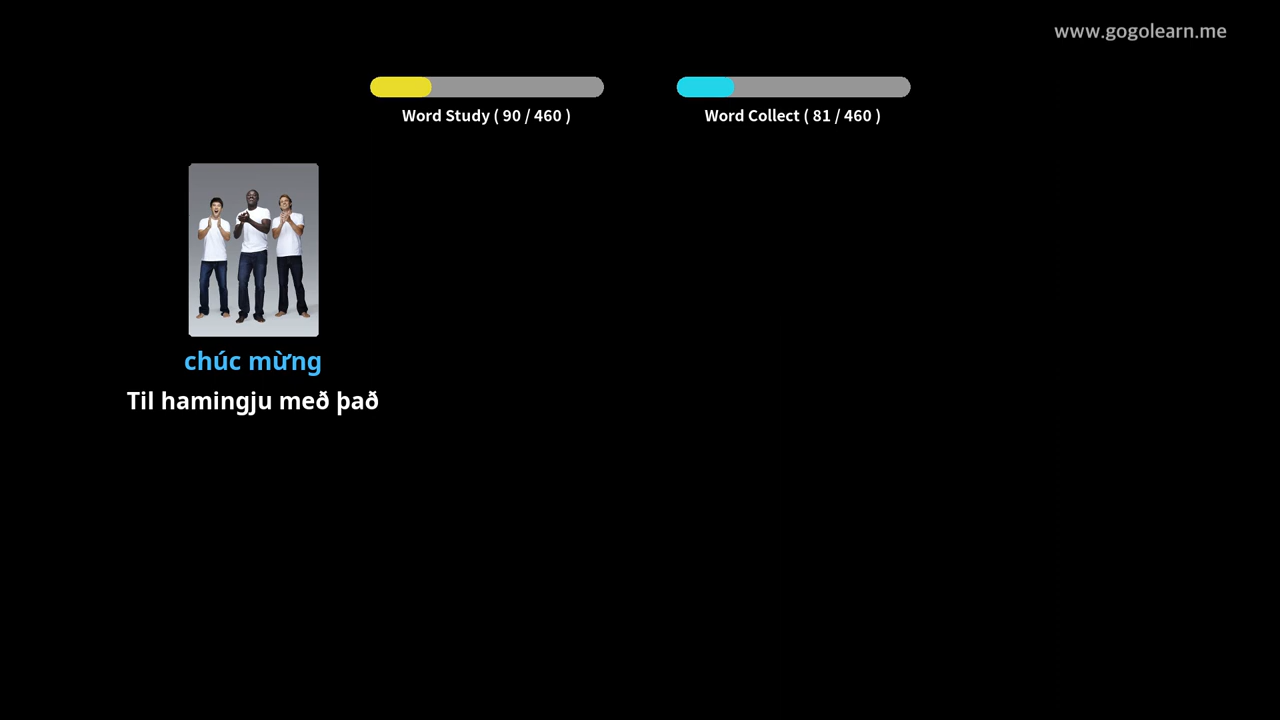 www.gogolearn.me
Word Study ( 90 / 460 )
Word Collect ( 81 / 460 )
chúc mừng
Til hamingju með það